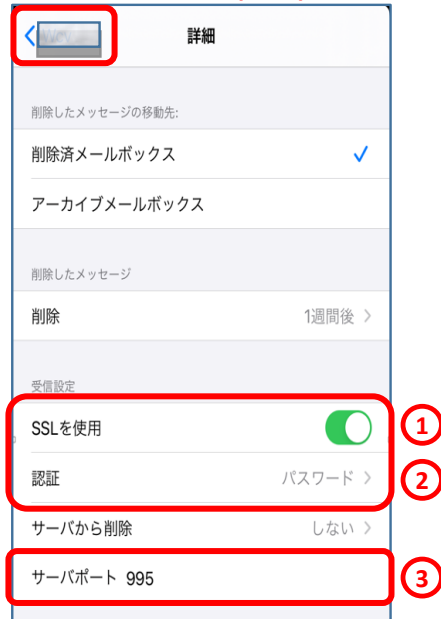 詳細
削除したメッセージの移動先:
削除済メールボックス
アーカイブメールボックス
削除したメッセージ
削除 1週間後
受信設定
SSLを使用 1
認証 パスワード 2
サーバから削除 しない
サーバポート 995 3